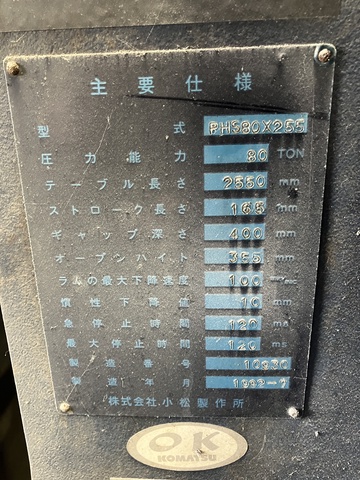 主要仕様
型式 PHS80X255
圧力能力 80 TON
テーブル長さ 2550 mm
ストローク長さ 165 mm
ギャップ深さ 400 mm
オープンハイト 355 mm
ラムの最大下降速度 100
慣性下降値 10 mm
急停止時間 120
最大停止時間 120 ms
製造番号
製造年月
株式会社 小松製作所
OK
KOMATSU